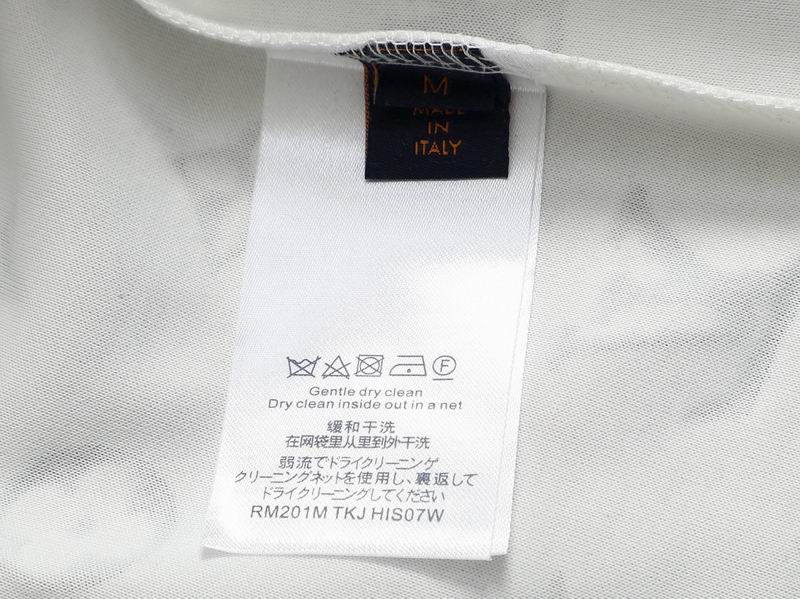 M
MADE
IN
ITALY
F
Gentle dry clean
Dry clean inside out in a net
缓和干洗
在网袋里从里到外干洗
弱流でドライクリーニング
クリーニングネットを使用し、裏返して
ドライクリーニングしてください
RM201M TKJ HIS07W